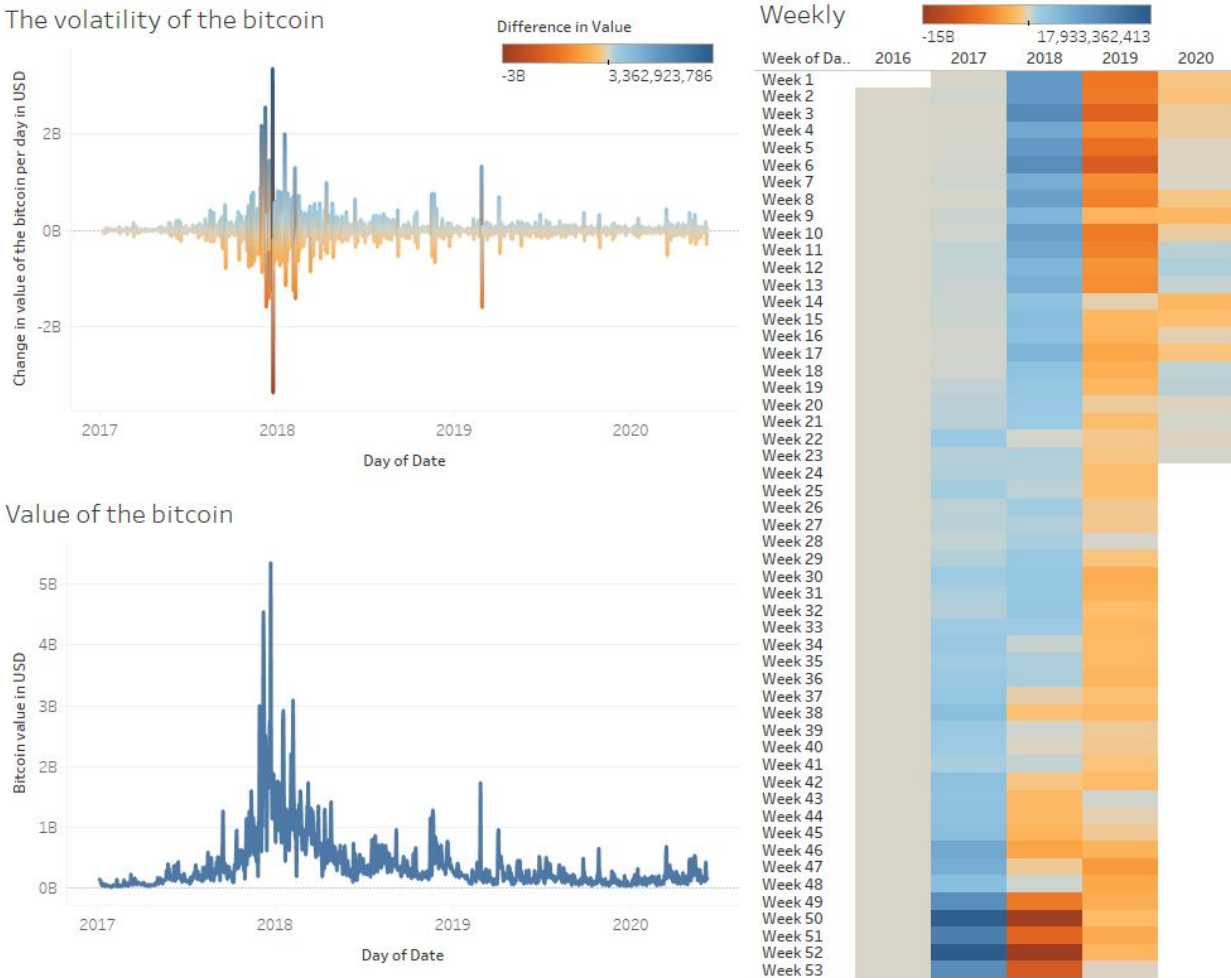 The volatility of the bitcoin
Difference in Value
-3B 3,362,923,786
Change in value of the bitcoin per day in USD
2B
0B
-2B
2017 2018 2019 2020
Day of Date
Value of the bitcoin
Bitcoin value in USD
5B
4B
3B
2B
1B
0B
2017 2018 2019 2020
Day of Date
Weekly
-15B 17,933,362,413
Week of Da.. 2016 2017 2018 2019 2020
Week 1
Week 2
Week 3
Week 4
Week 5
Week 6
Week 7
Week 8
Week 9
Week 10
Week 11
Week 12
Week 13
Week 14
Week 15
Week 16
Week 17
Week 18
Week 19
Week 20
Week 21
Week 22
Week 23
Week 24
Week 25
Week 26
Week 27
Week 28
Week 29
Week 30
Week 31
Week 32
Week 33
Week 34
Week 35
Week 36
Week 37
Week 38
Week 39
Week 40
Week 41
Week 42
Week 43
Week 44
Week 45
Week 46
Week 47
Week 48
Week 49
Week 50
Week 51
Week 52
Week 53